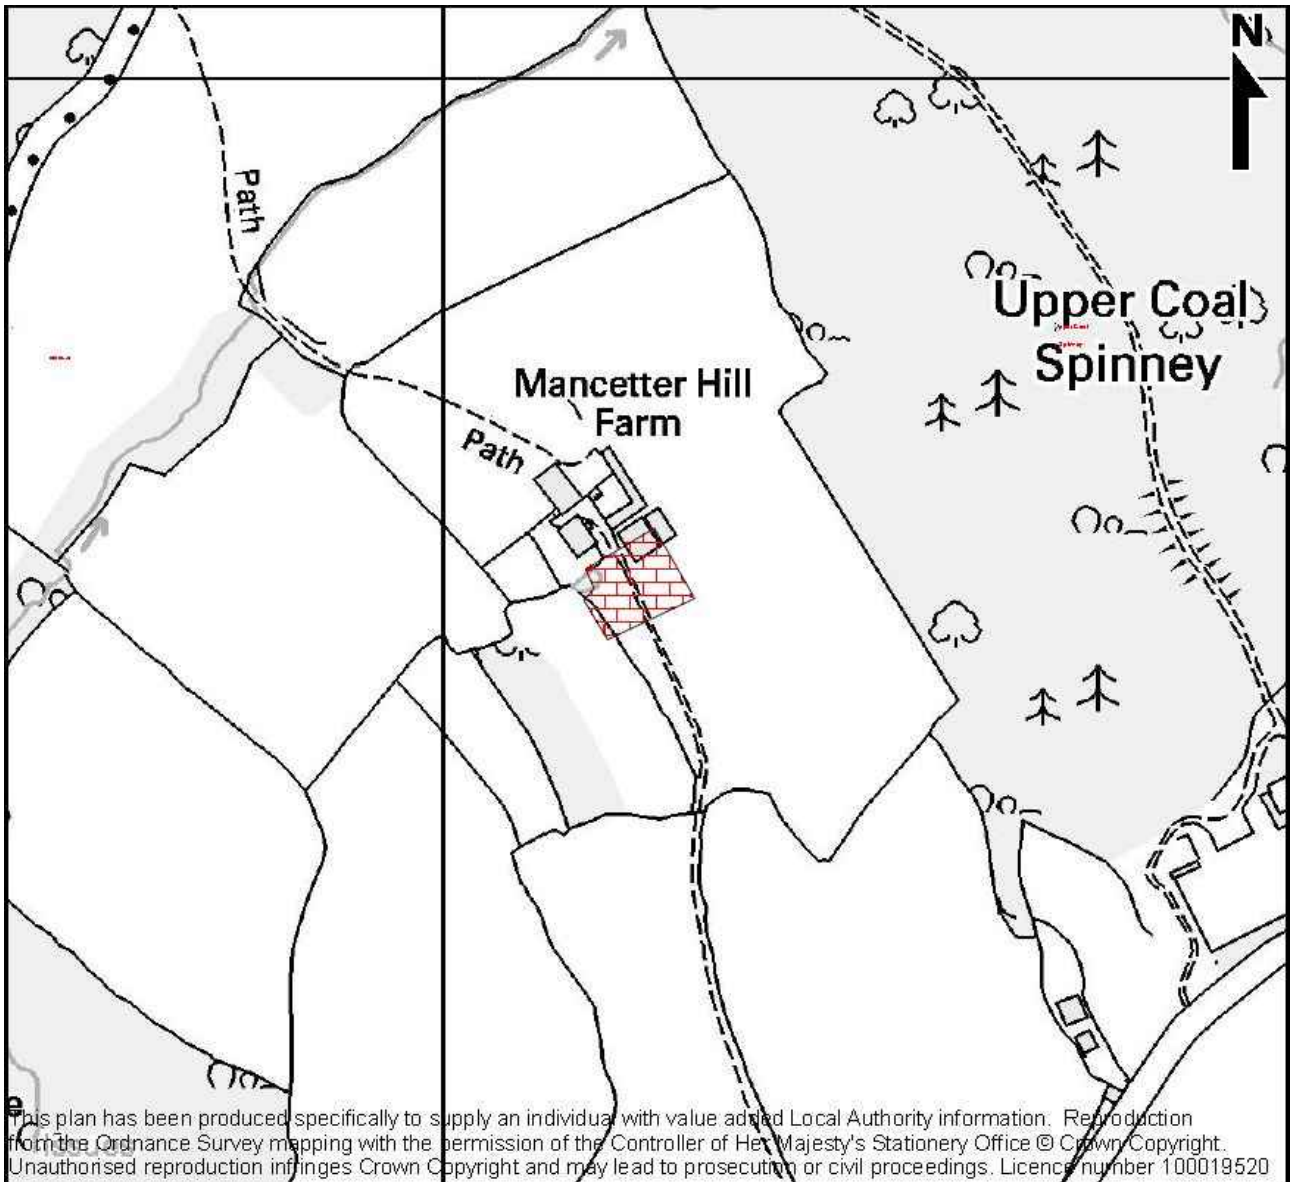 N
Path
Upper Coal
Spinney
Mancetter Hill
Farm
Path
This plan has been produced specifically to supply an individual with value added Local Authority information. Reproduction
from the Ordnance Survey mapping with the permission of the Controller of Her Majesty's Stationery Office © Crown Copyright.
Unauthorised reproduction infringes Crown Copyright and may lead to prosecution or civil proceedings. Licence number 100019520